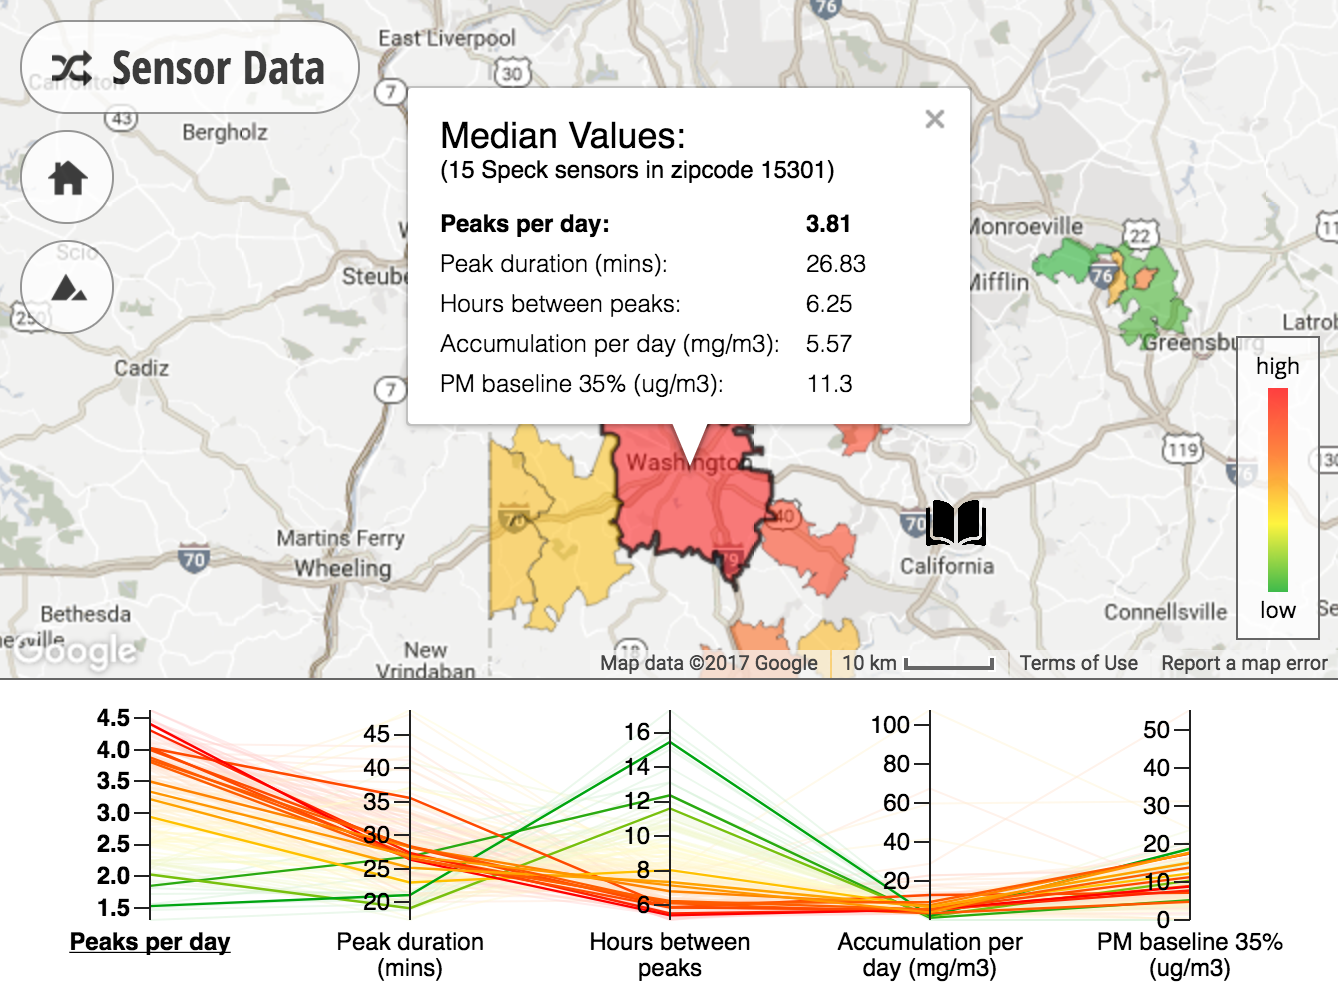 76
East Liverpool
Sensor Data
30
Carrollton
7
43
Bergholz
Median Values:
(15 Speck sensors in zipcode 15301)
Peaks per day: 3.81
Peak duration (mins): 26.83
Hours between peaks: 6.25
Accumulation per day (mg/m3): 5.57
PM baseline 35% (ug/m3): 11.3
Monroeville
22
Scio
Steube
Mifflin
76
250
Latrob
Greensburg
Cadiz
high
7
119
Washington
76
70
40
70
Martins Ferry
Wheeling
70
California
Bethesda
Connellsville
low
nesville
Google
New
Vrindaban
18
Map data ©2017 Google
10 km
Terms of Use
Report a map error
4.5
4.0
3.5
3.0
2.5
2.0
1.5
Peaks per day
45
40
35
30
25
20
Peak duration
(mins)
16
14
12
10
8
6
Hours between
peaks
100
80
60
40
20
Accumulation per
day (mg/m3)
50
40
30
20
10
0
PM baseline 35%
(ug/m3)